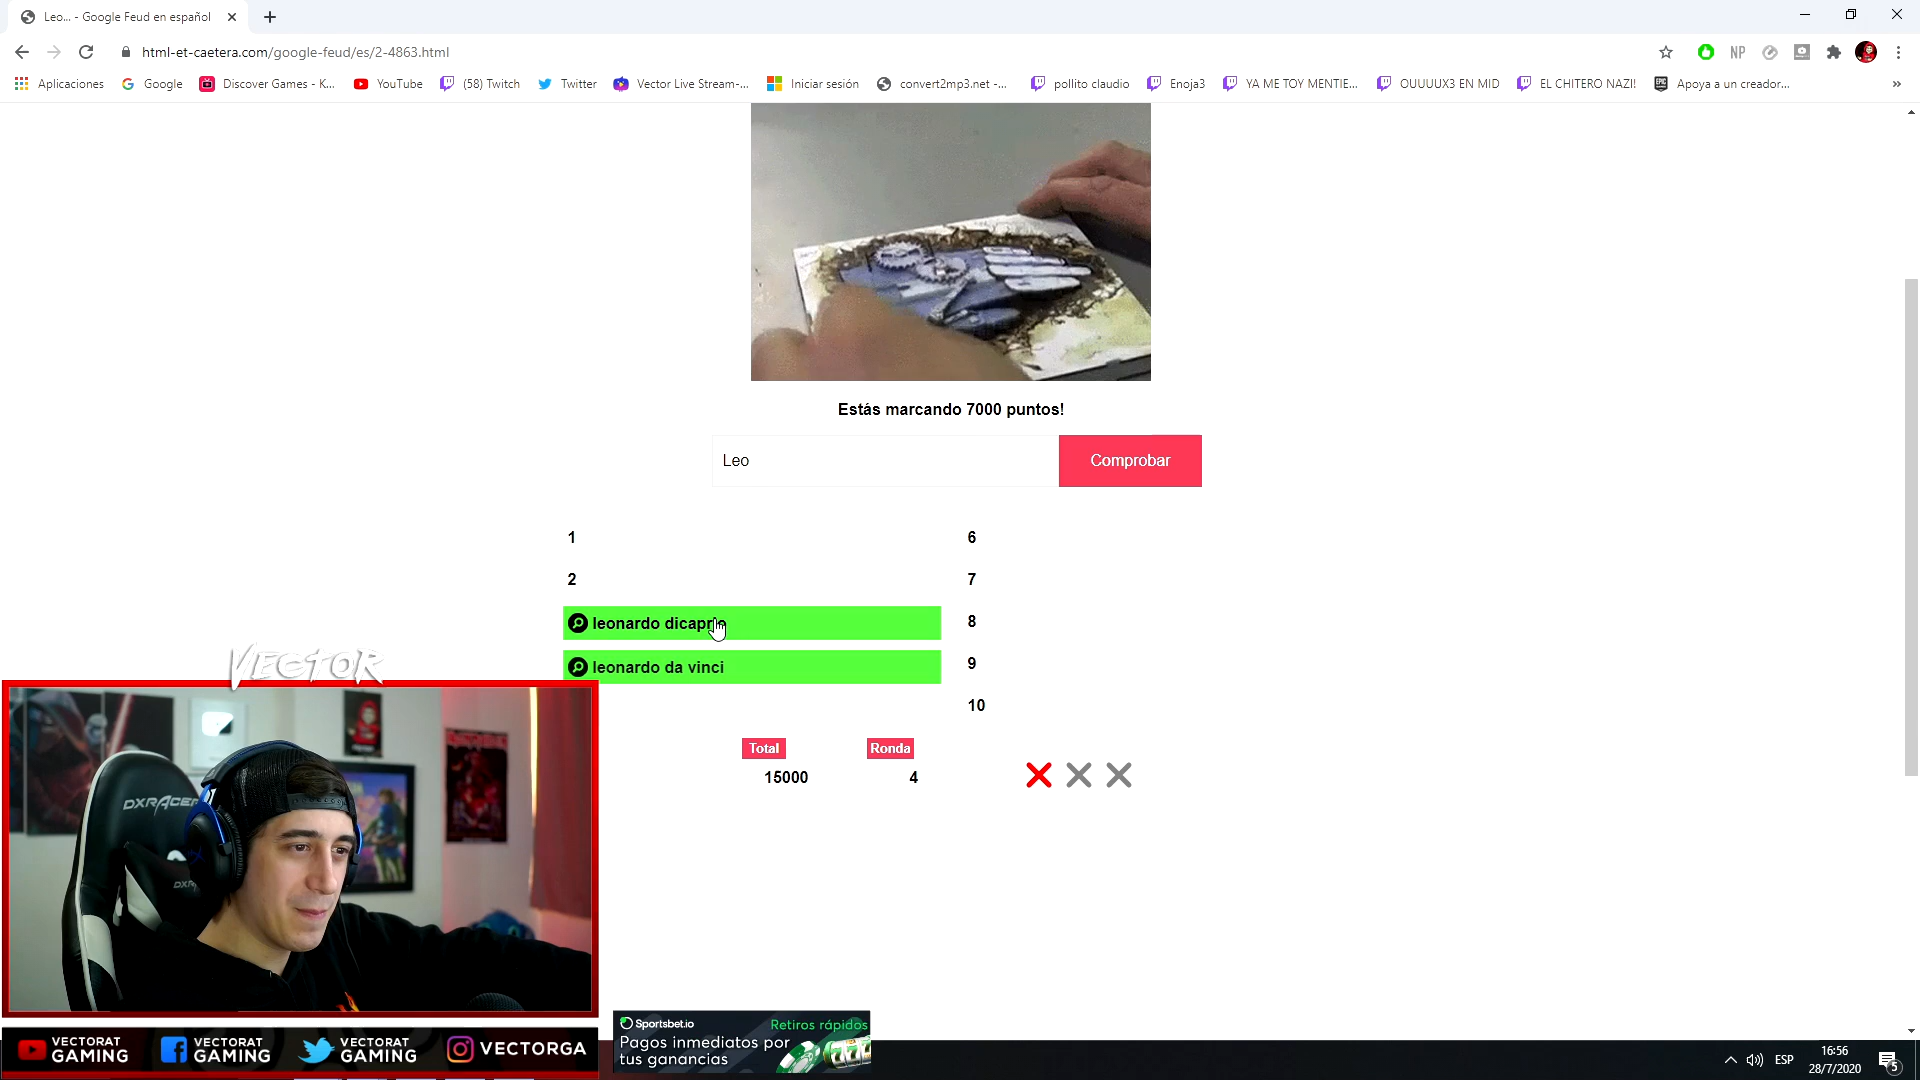 Leo... - Google Feud en español
html-et-caetera.com/google-feud/es/2-4863.html
NP
Aplicaciones
Google
Discover Games - K...
YouTube
(58) Twitch
Twitter
Vector Live Stream-...
Iniciar sesión
convert2mp3.net -...
pollito claudio
Enoja3
YA ME TOY MENTIE...
OUUUUX3 EN MID
EL CHITERO NAZI!
Apoya a un creador...
Estás marcando 7000 puntos!
Leo
Comprobar
1
6
2
7
leonardo dicaprio
8
leonardo da vinci
9
10
Total
Ronda
15000
4
VECTOR
DXRACER
VECTORAT
GAMING
VECTORAT
GAMING
VECTORAT
GAMING
VECTORGA
Sportsbet.io
Retiros rápidos
Pagos inmediatos por
tus ganancias
ESP
16:56
28/7/2020
5